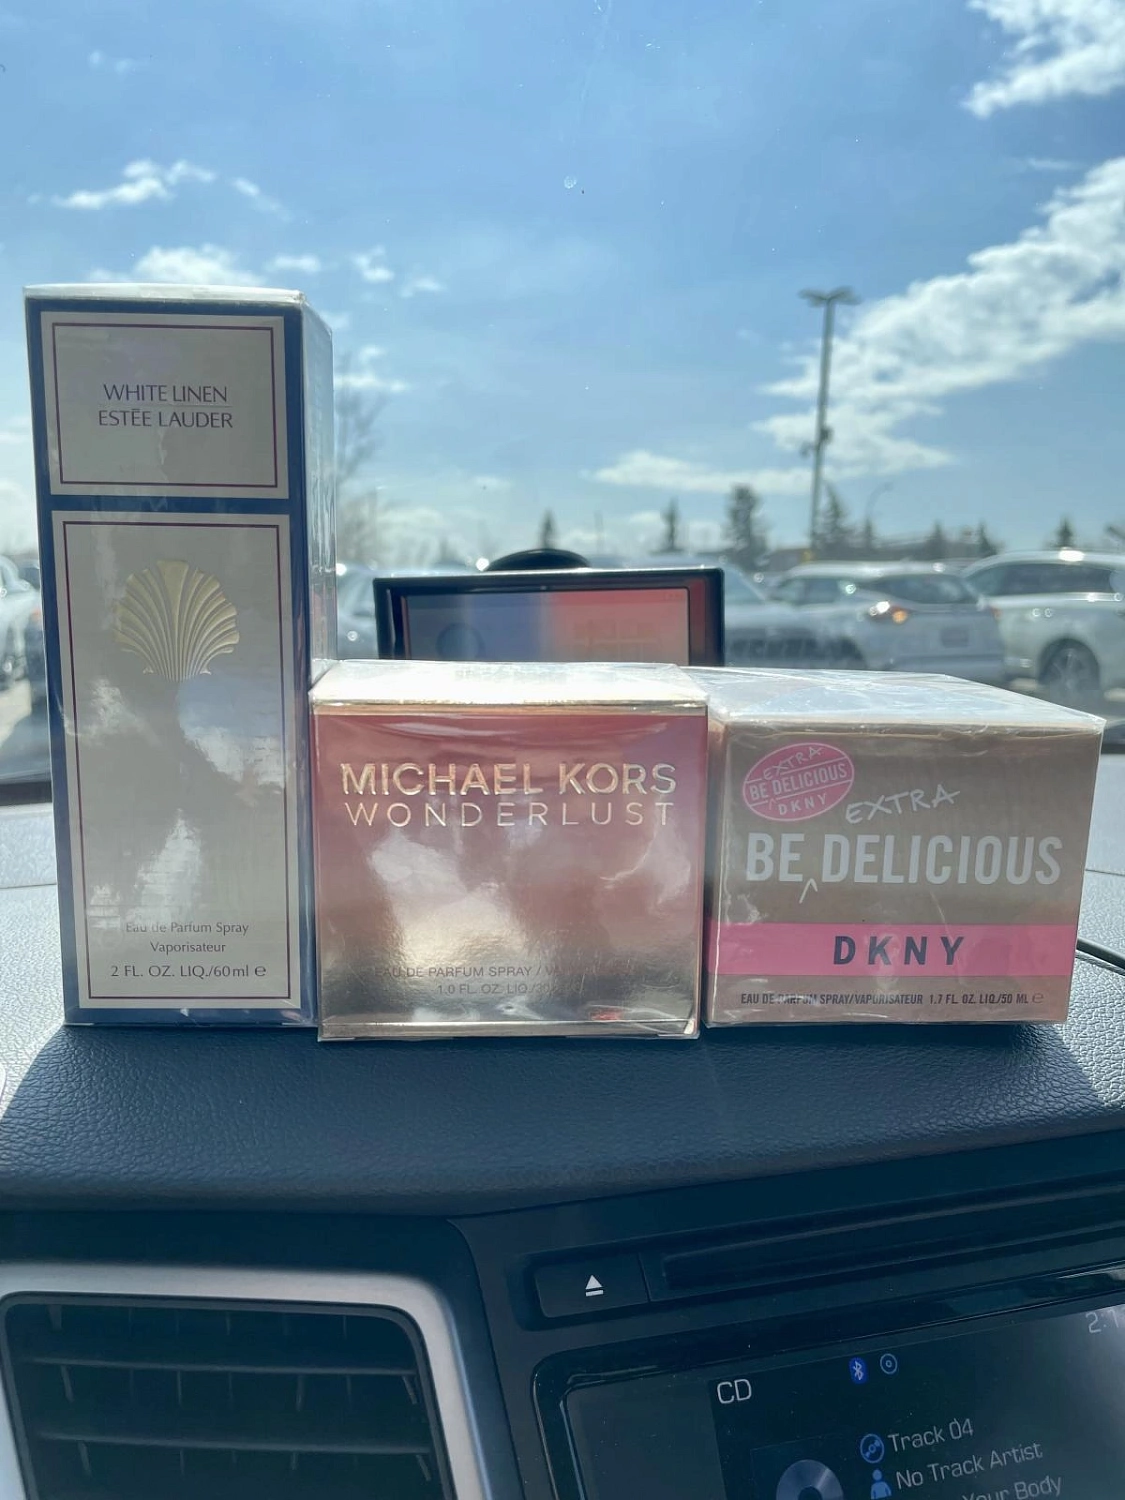 WHITE LINEN
ESTĒE LAUDER
Eau de Parfum Spray
Vaporisateur
2 FL. OZ. LIQ./60ml e
MICHAEL KORS
WONDERLUST
EAU DE PARFUM SPRAY /
1.0 FL. OZ. LIQ.
EXTRA
BE DELICIOUS
DKNY
EXTRA
BE DELICIOUS
DKNY
EAU DE PARFUM SPRAY/VAPORISATEUR 1.7 FL. OZ. LIQ./50 ML e
CD
Track 04
No Track Artist
Your Body